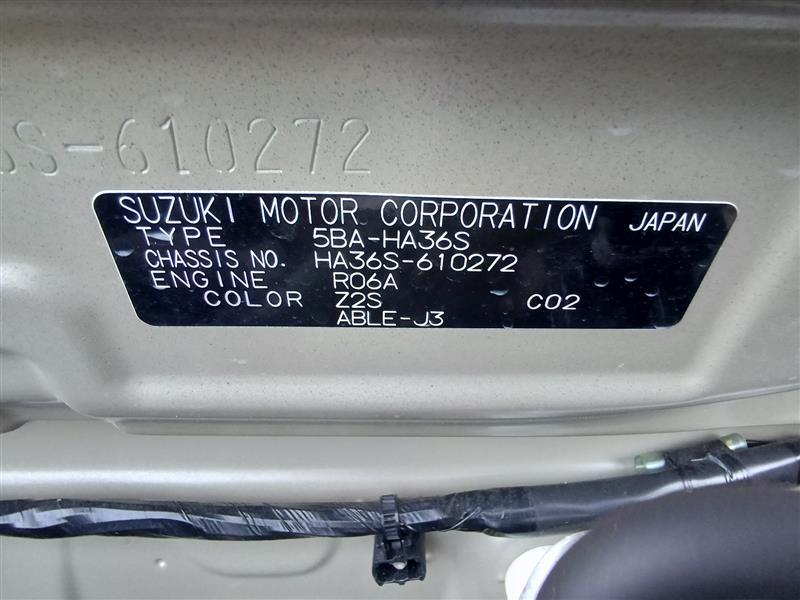 S-610272
SUZUKI MOTOR CORPORATION JAPAN
TYPE 5BA-HA36S
CHASSIS NO. HA36S-610272
ENGINE R06A
COLOR Z2S C02
ABLE-J3